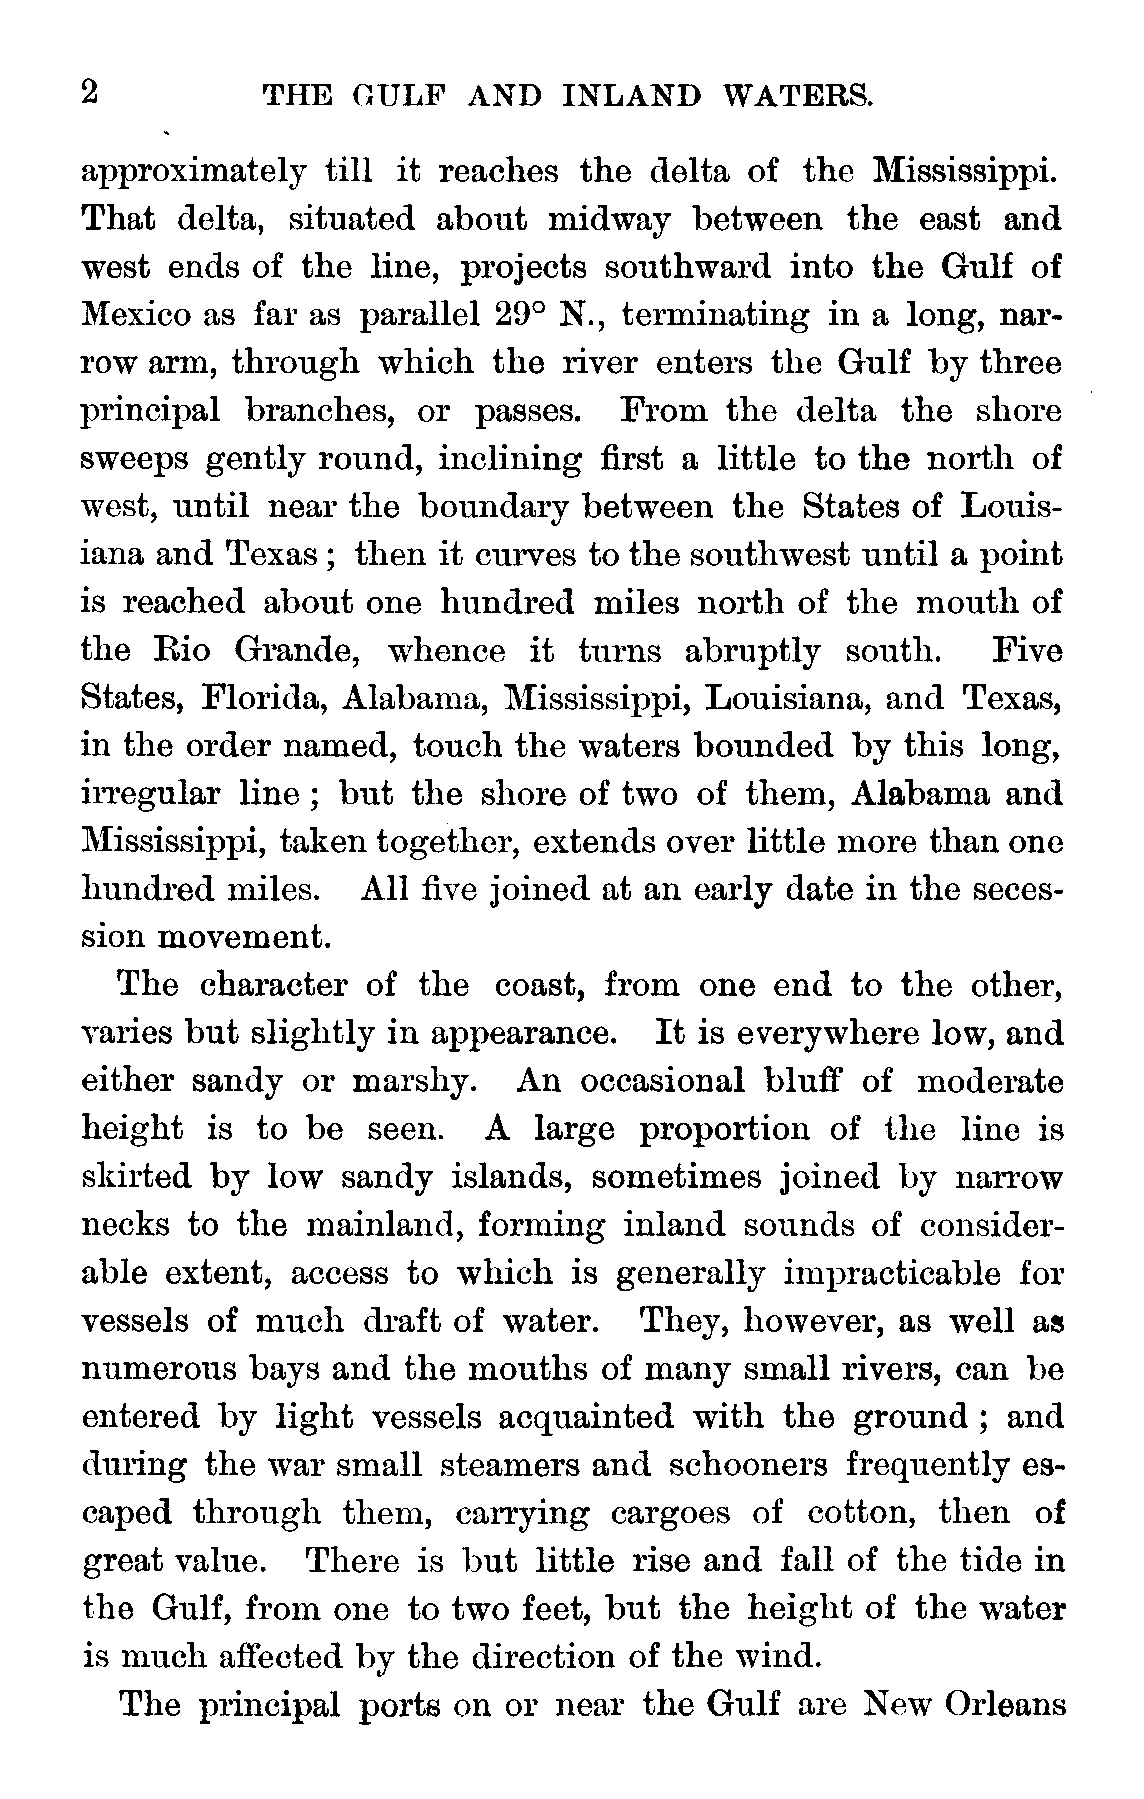 2 THE GULF AND INLAND WATERS.
approximately till it reaches the delta of the Mississippi.
That delta, situated about midway between the east and
west ends of the line, projects southward into the Gulf of
Mexico as far as parallel 29° N., terminating in a long, nar-
row arm, through which the river enters the Gulf by three
principal branches, or passes. From the delta the shore
sweeps gently round, inclining first a little to the north of
west, until near the boundary between the States of Louis-
iana and Texas ; then it curves to the southwest until a point
is reached about one hundred miles north of the mouth of
the Rio Grande, whence it turns abruptly south. Five
States, Florida, Alabama, Mississippi, Louisiana, and Texas,
in the order named, touch the waters bounded by this long,
irregular line ; but the shore of two of them, Alabama and
Mississippi, taken together, extends over little more than one
hundred miles. All five joined at an early date in the seces-
sion movement.
The character of the coast, from one end to the other,
varies but slightly in appearance. It is everywhere low, and
either sandy or marshy. An occasional bluff of moderate
height is to be seen. A large proportion of the line is
skirted by low sandy islands, sometimes joined by narrow
necks to the mainland, forming inland sounds of consider-
able extent, access to which is generally impracticable for
vessels of much draft of water. They, however, as well as
numerous bays and the mouths of many small rivers, can be
entered by light vessels acquainted with the ground ; and
during the war small steamers and schooners frequently es-
caped through them, carrying cargoes of cotton, then of
great value. There is but little rise and fall of the tide in
the Gulf, from one to two feet, but the height of the water
is much affected by the direction of the wind.
The principal ports on or near the Gulf are New Orleans